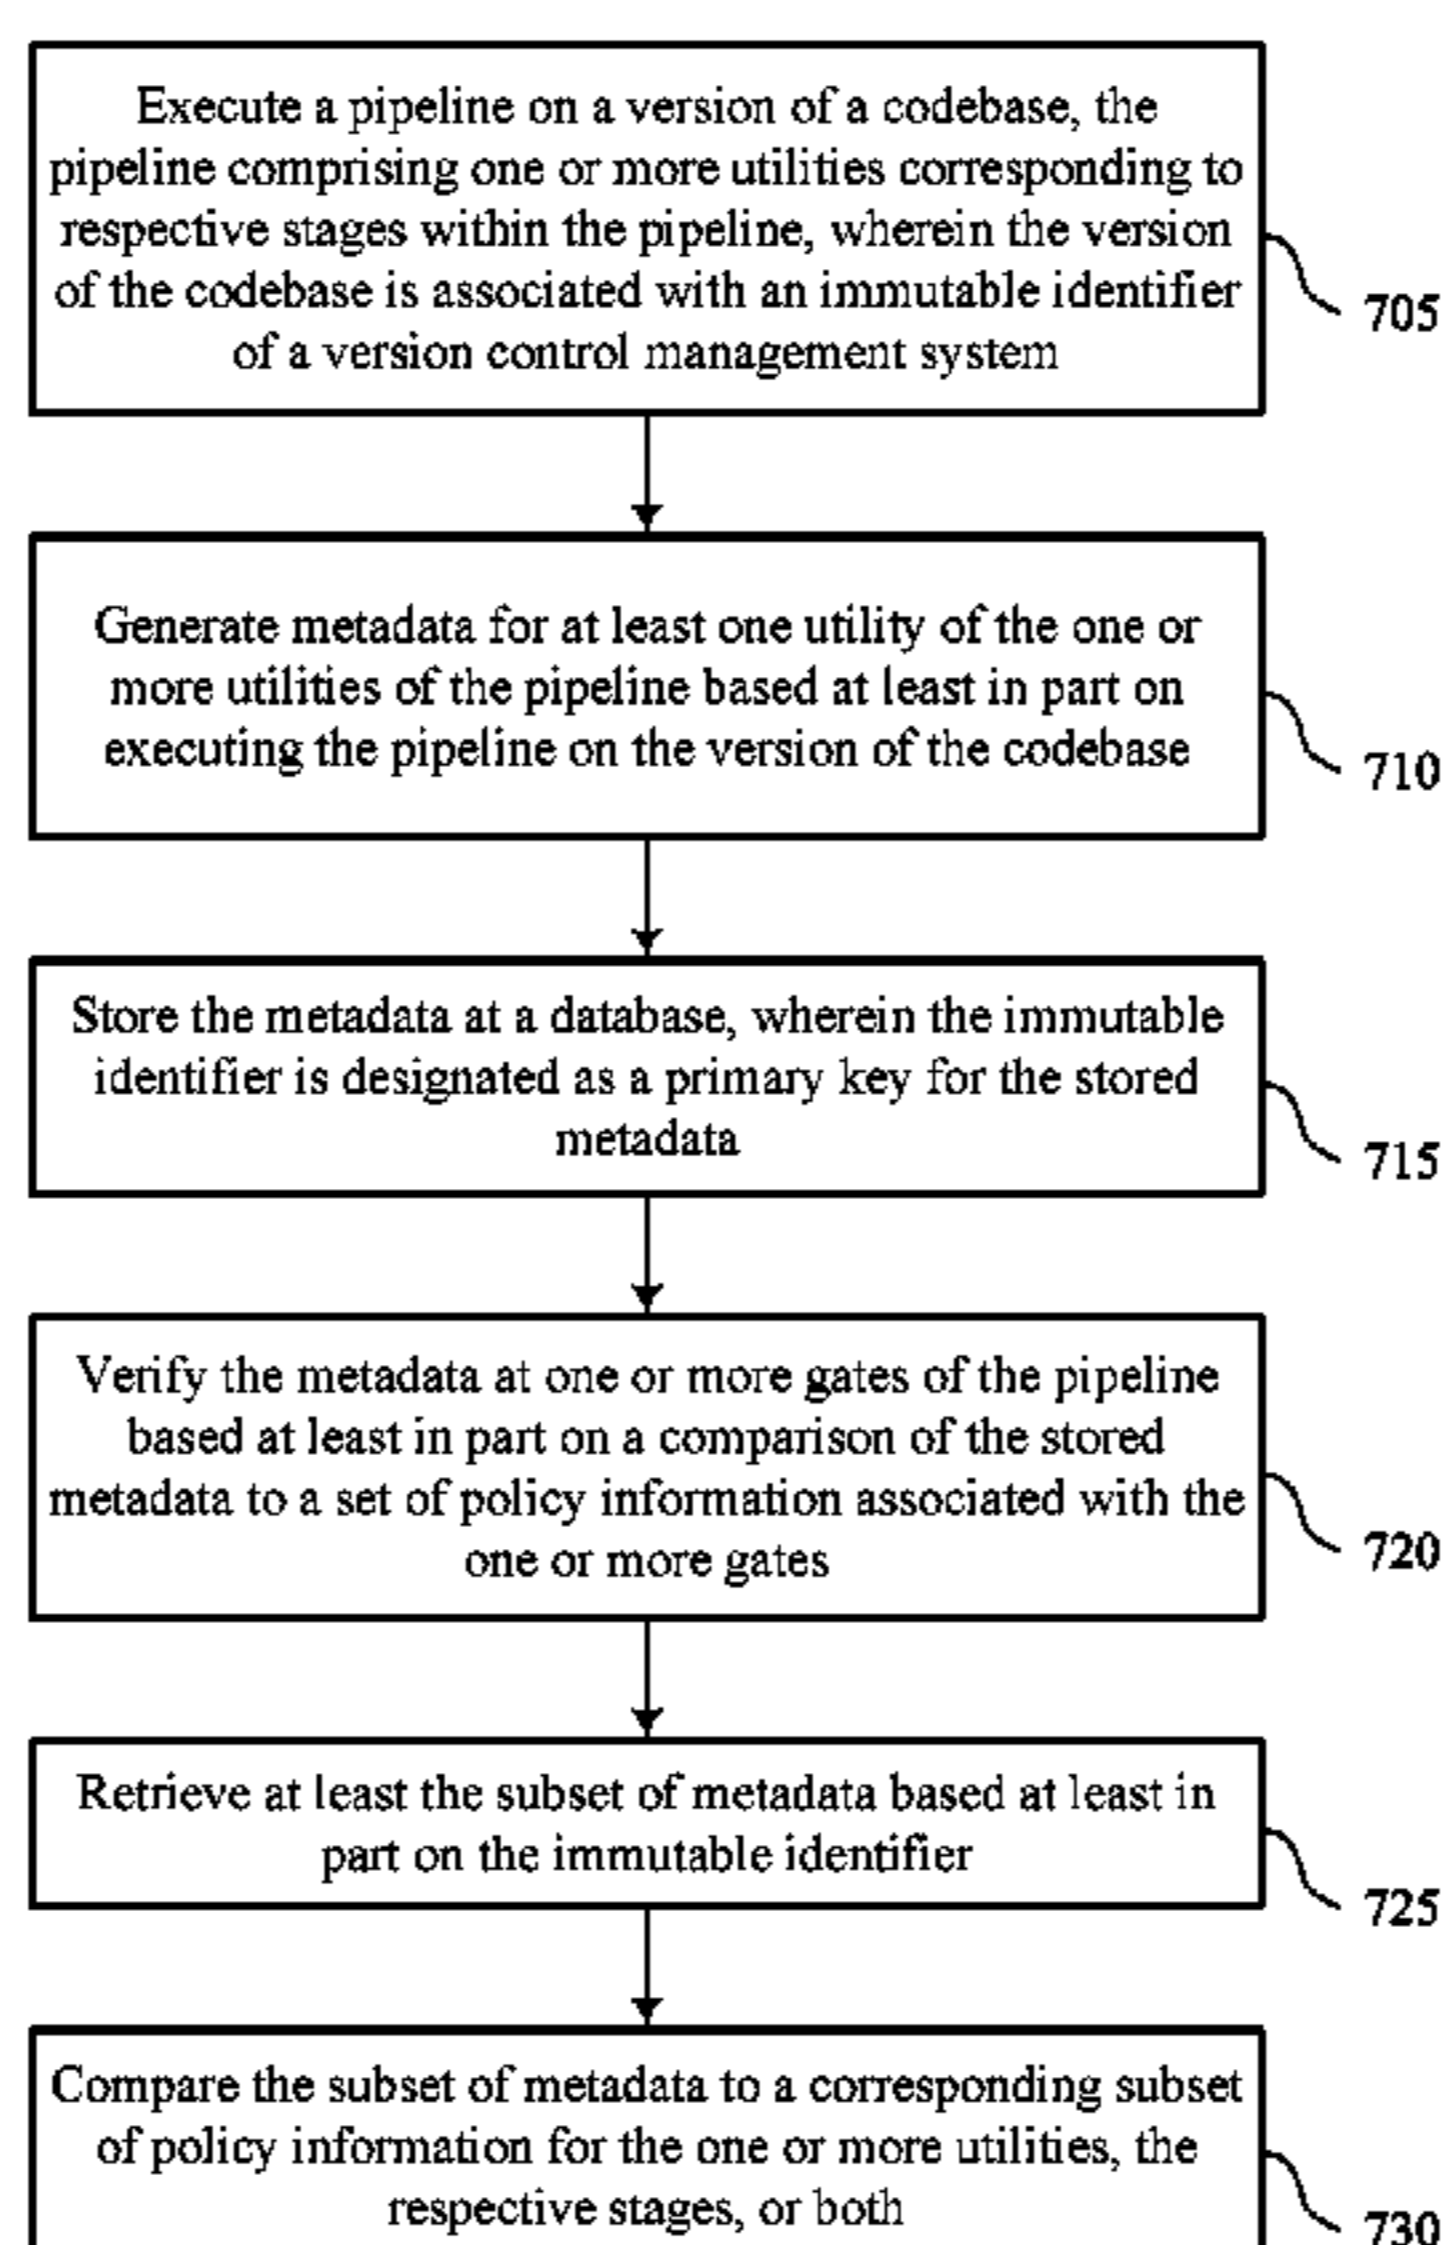 Execute a pipeline on a version of a codebase, the
pipeline comprising one or more utilities corresponding to
respective stages within the pipeline, wherein the version
of the codebase is associated with an immutable identifier
of a version control management system
705
Generate metadata for at least one utility of the one or
more utilities of the pipeline based at least in part on
executing the pipeline on the version of the codebase
710
Store the metadata at a database, wherein the immutable
identifier is designated as a primary key for the stored
metadata
715
Verify the metadata at one or more gates of the pipeline
based at least in part on a comparison of the stored
metadata to a set of policy information associated with the
one or more gates
720
Retrieve at least the subset of metadata based at least in
part on the immutable identifier
725
Compare the subset of metadata to a corresponding subset
of policy information for the one or more utilities, the
respective stages, or both
730